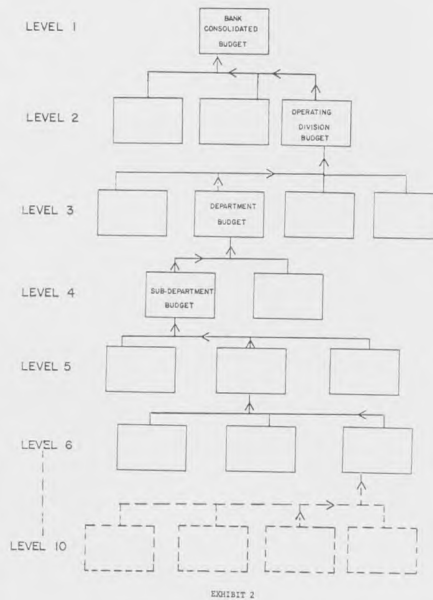 LEVEL 1
BANK
CONSOLIDATED
BUDGET
LEVEL 2
OPERATING
DIVISION
BUDGET
LEVEL 3
DEPARTMENT
BUDGET
LEVEL 4
SUB-DEPARTMENT
BUDGET
LEVEL 5
LEVEL 6
LEVEL 10
EXHIBIT 2